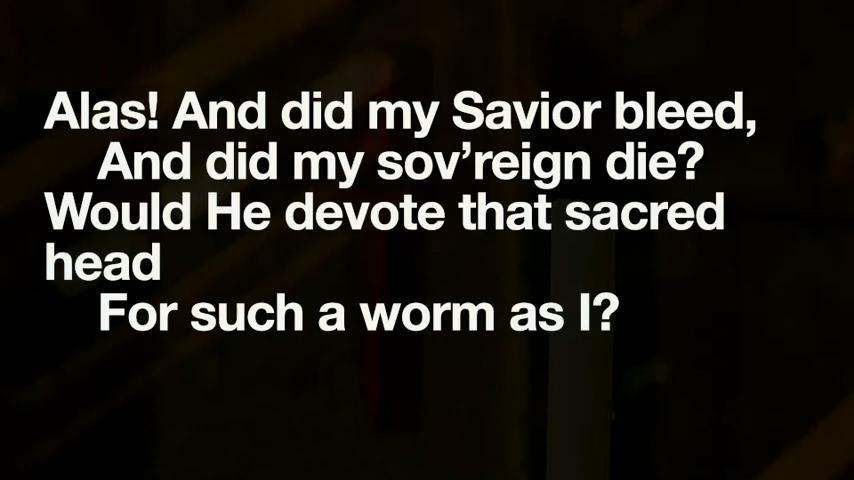 Alas! And did my Savior bleed,
And did my sov’reign die?
Would He devote that sacred
head
For such a worm as I?